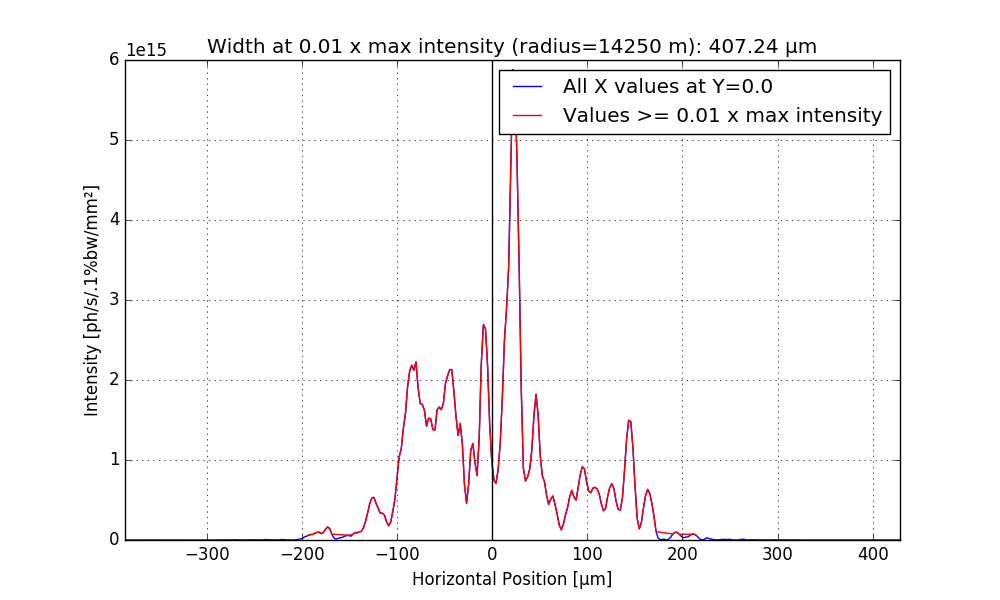 1e15
Width at 0.01 x max intensity (radius=14250 m): 407.24 µm
All X values at Y=0.0
Values >= 0.01 x max intensity
Intensity [ph/s/.1%bw/mm²]
6
5
4
3
2
1
0
−300 −200 −100 0 100 200 300 400
Horizontal Position [µm]